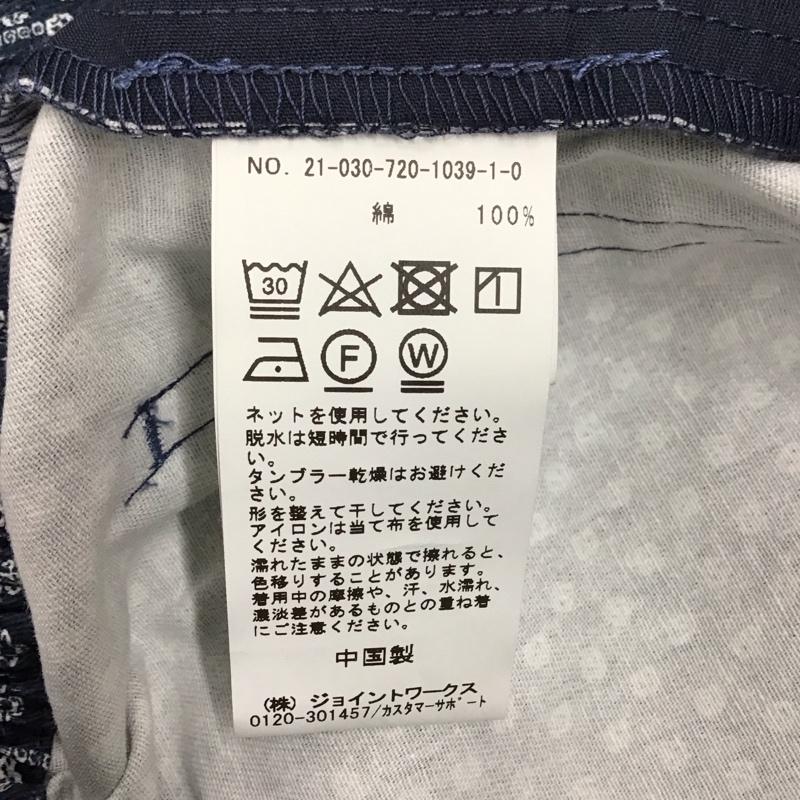 NO. 21-030-720-1039-1-0
綿 100%
30
F W
ネットを使用してください。
脱水は短時間で行ってくださ
い。
タンブラー乾燥はお避けくだ
さい。
形を整えて干してください。
アイロンは当て布を使用して
ください。
濡れたままの状態で擦れると、
色移りすることがあります。
着用中の摩擦や、汗、水濡れ、
濃淡差があるものとの重ね着
にご注意ください。
中国製
(株) ジョイントワークス
0120-301457/カスタマーサポート